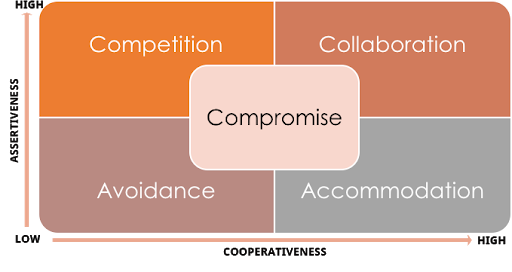 HIGH
Competition
Collaboration
ASSERTIVENESS
Compromise
Avoidance
Accommodation
LOW
HIGH
COOPERATIVENESS